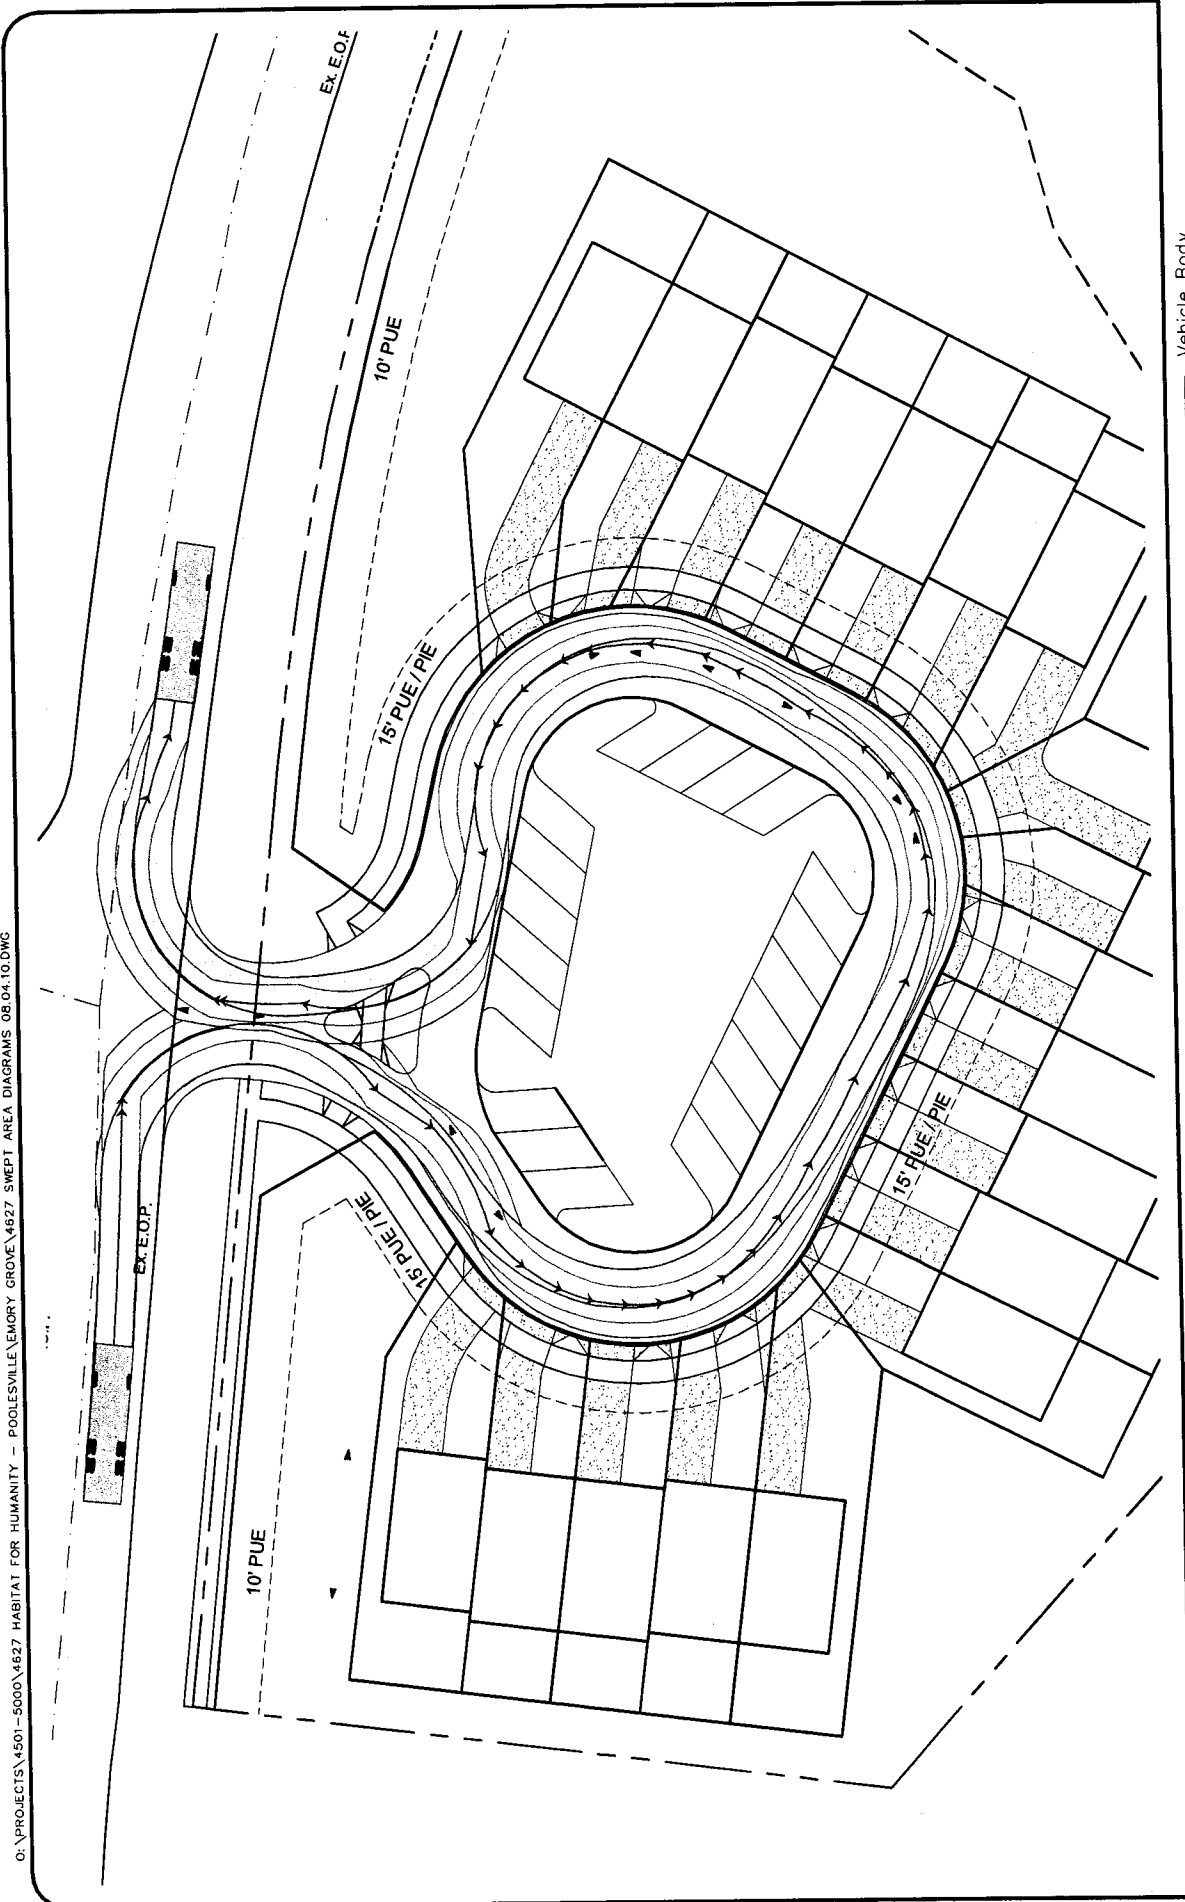 O:\PROJECTS\4501-5000\4627 HABITAT FOR HUMANITY - POOLESVILLE\EMORY GROVE\4627 SWEPT AREA DIAGRAMS 08.04.10.DWG
Ex. E.O.P.
Ex. E.O.P
10' PUE
10' PUE
15' PUE / PIE
15' PUE / PIE
15' PUE / PIE
Vehicle Body